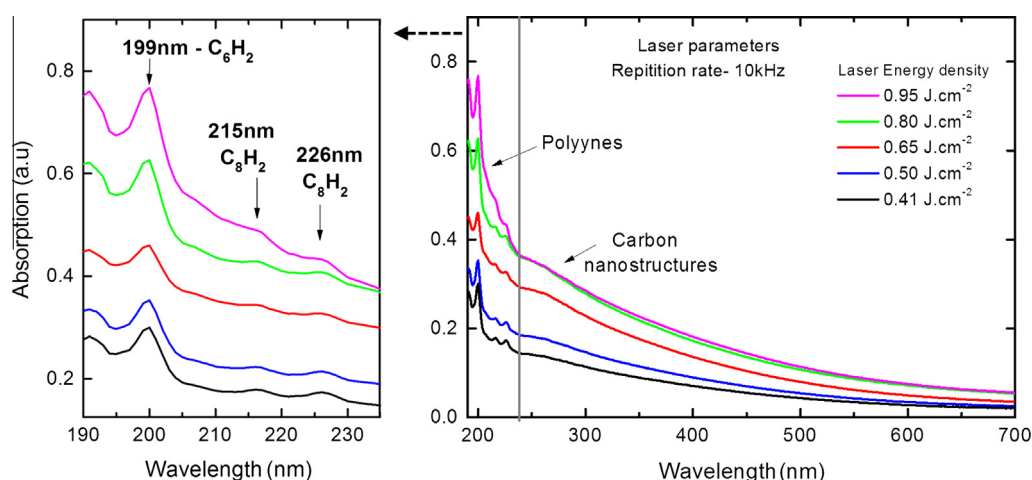 199nm - C₆H₂
215nm
C₈H₂
226nm
C₈H₂
Absorption (a.u)
0.8
0.6
0.4
0.2
190 200 210 220 230
Wavelength (nm)
Laser parameters
Repitition rate- 10kHz
Laser Energy density
0.95 J.cm⁻²
0.80 J.cm⁻²
0.65 J.cm⁻²
0.50 J.cm⁻²
0.41 J.cm⁻²
Polyynes
Carbon
nanostructures
0.8
0.6
0.4
0.2
0.0
200 300 400 500 600 700
Wavelength (nm)